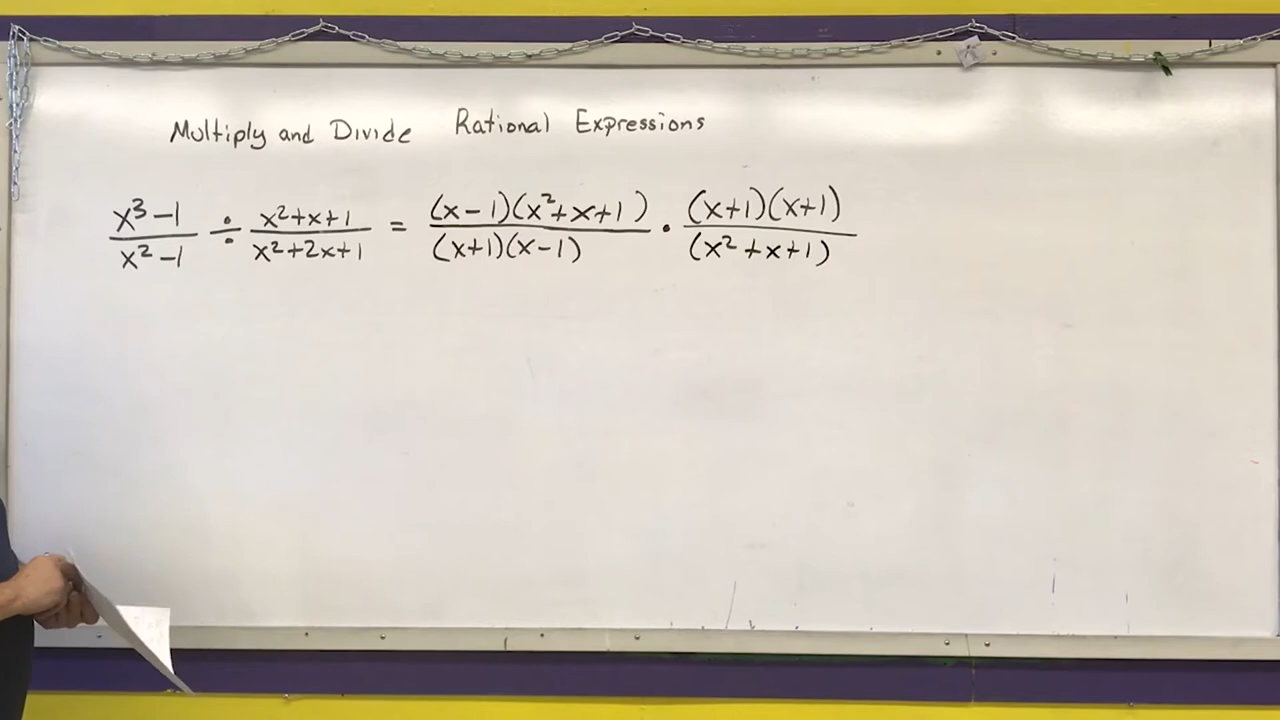 Multiply and Divide Rational Expressions
x³-1/x²-1 ÷ x²+x+1/x²+2x+1 = (x-1)(x²+x+1)/(x+1)(x-1) · (x+1)(x+1)/(x²+x+1)